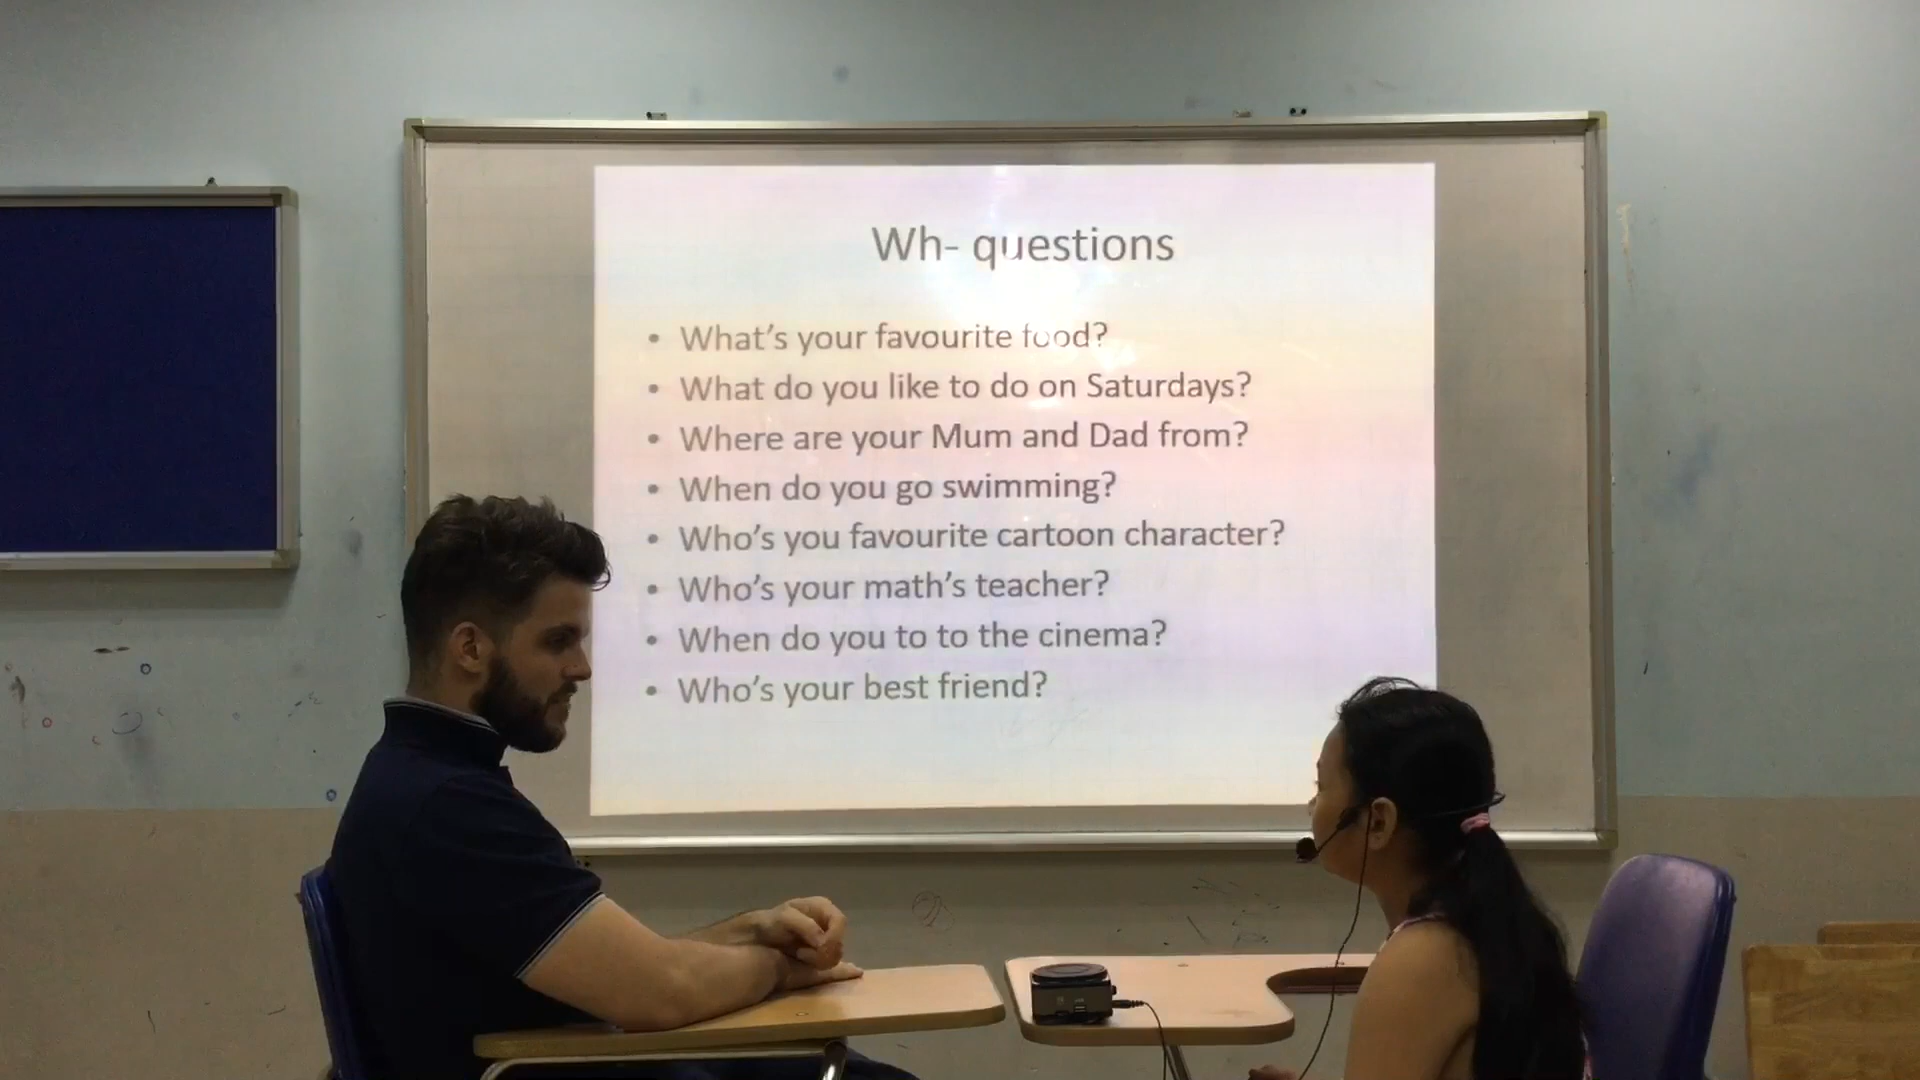 Wh- questions
• What's your favourite food?
• What do you like to do on Saturdays?
• Where are your Mum and Dad from?
• When do you go swimming?
• Who's you favourite cartoon character?
• Who's your math's teacher?
• When do you to to the cinema?
• Who's your best friend?